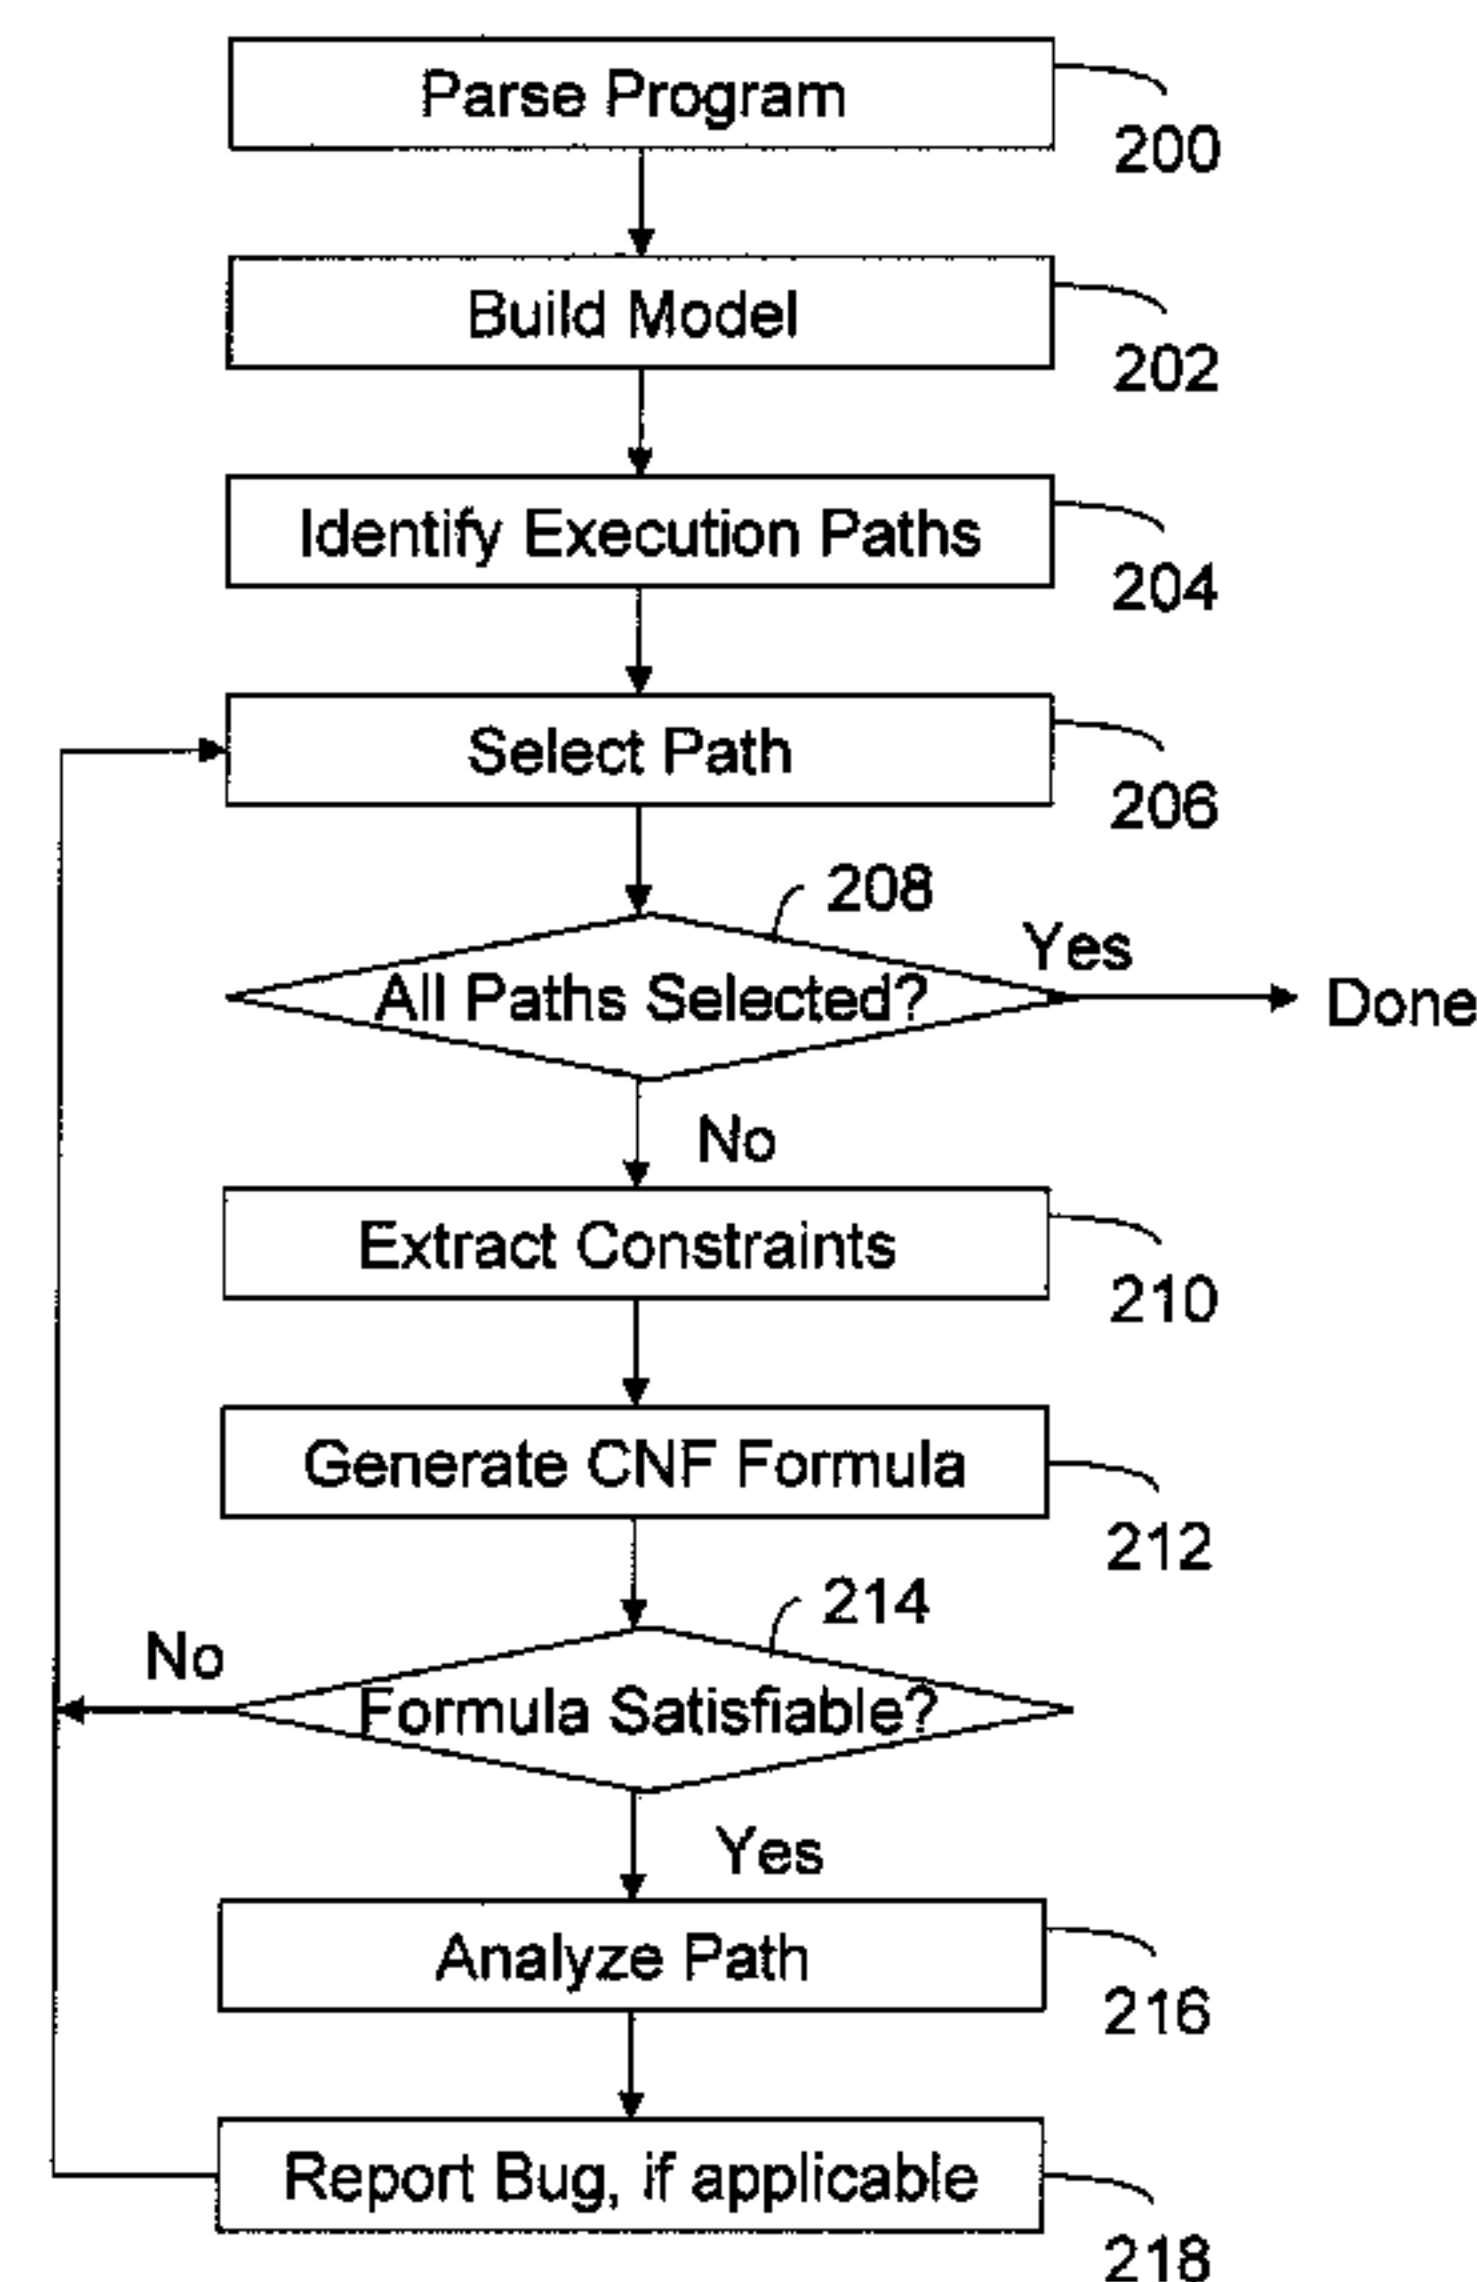 Parse Program
200
Build Model
202
Identify Execution Paths
204
Select Path
206
208
Yes
All Paths Selected?
Done
No
Extract Constraints
210
Generate CNF Formula
212
214
No
Formula Satisfiable?
Yes
Analyze Path
216
Report Bug, if applicable
218